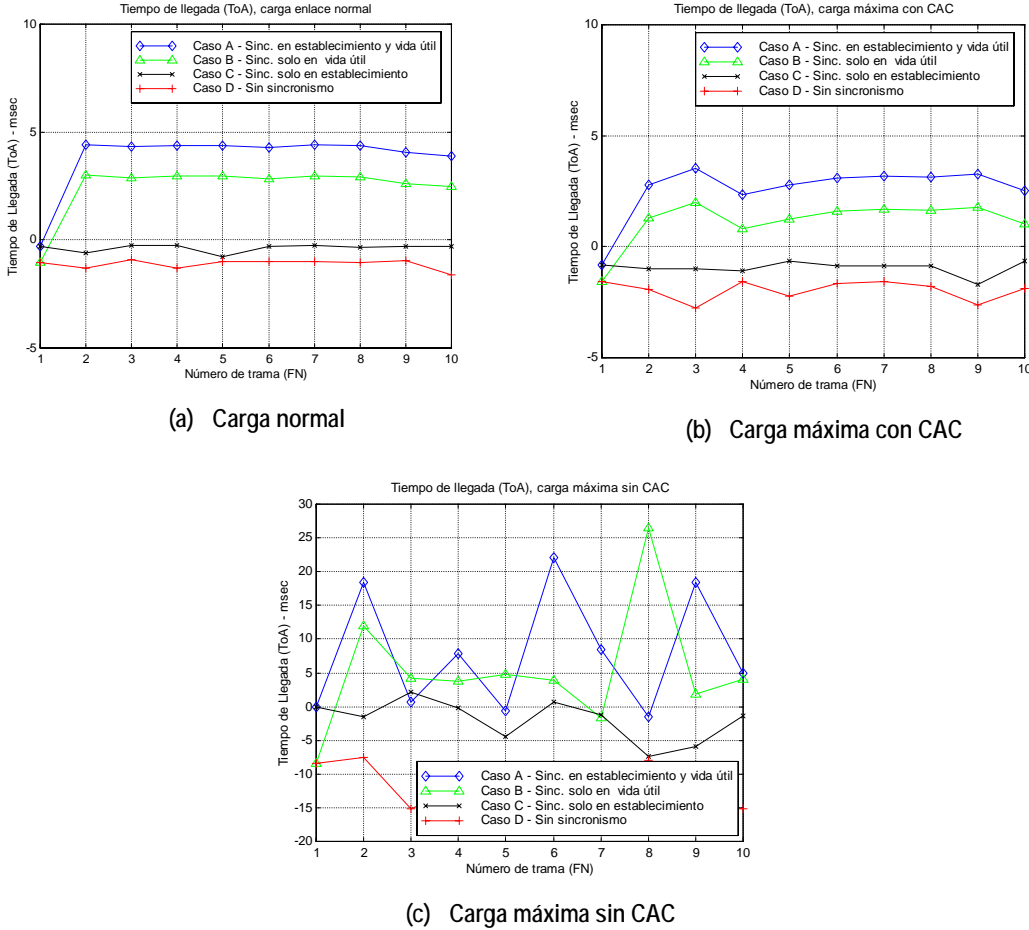 Tiempo de llegada (ToA), carga enlace normal
10
5
0
-5
Tiempo de Llegada (ToA) - msec
Caso A - Sinc. en establecimiento y vida útil
Caso B - Sinc. solo en vida útil
Caso C - Sinc. solo en establecimiento
Caso D - Sin sincronismo
1 2 3 4 5 6 7 8 9 10
Número de trama (FN)
(a) Carga normal
Tiempo de llegada (ToA), carga máxima con CAC
10
5
0
-5
Tiempo de Llegada (ToA) - msec
Caso A - Sinc. en establecimiento y vida útil
Caso B - Sinc. solo en vida útil
Caso C - Sinc. solo en establecimiento
Caso D - Sin sincronismo
1 2 3 4 5 6 7 8 9 10
Número de trama (FN)
(b) Carga máxima con CAC
Tiempo de llegada (ToA), carga máxima sin CAC
30
25
20
15
10
5
0
-5
-10
-15
-20
Tiempo de Llegada (ToA) - msec
Caso A - Sinc. en establecimiento y vida útil
Caso B - Sinc. solo en vida útil
Caso C - Sinc. solo en establecimiento
Caso D - Sin sincronismo
1 2 3 4 5 6 7 8 9 10
Número de trama (FN)
(c) Carga máxima sin CAC